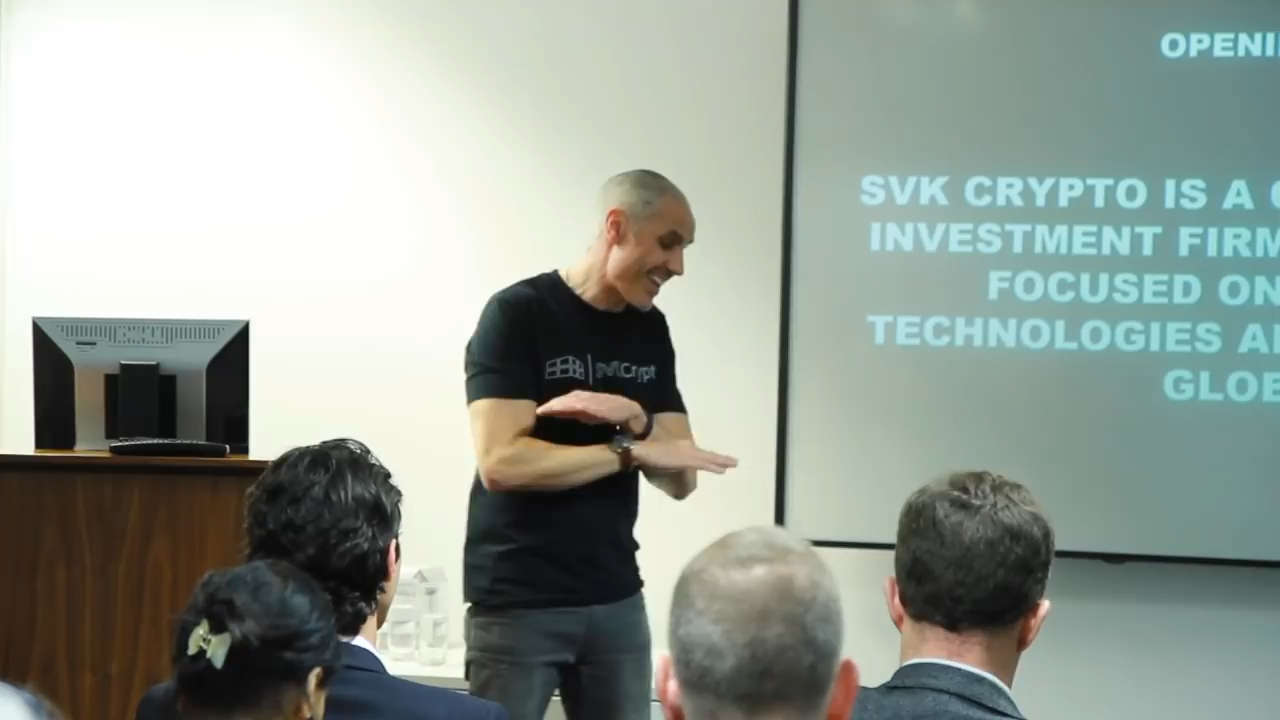 OPENI
SVK CRYPTO IS A
INVESTMENT FIRM
FOCUSED ON
TECHNOLOGIES A
GLOB